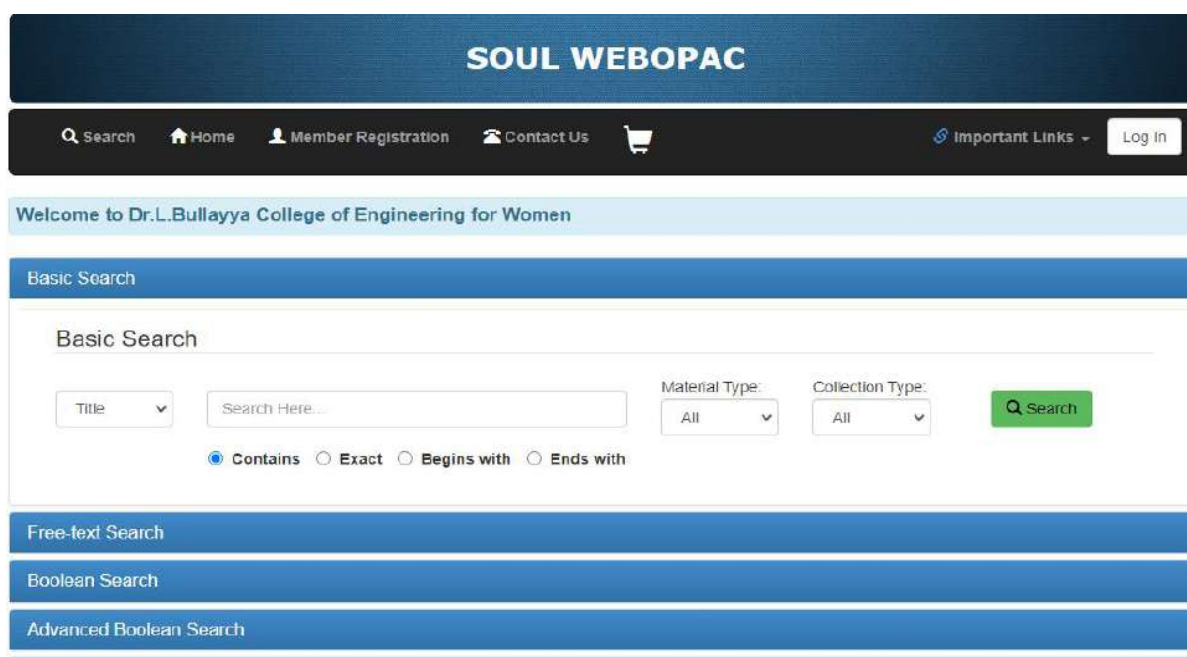 SOUL WEBOPAC
Search Home Member Registration Contact Us Important Links Log In
Welcome to Dr.L.Bullayya College of Engineering for Women
Basic Search
Basic Search
Material Type: Collection Type:
Title Search Here... All All Search
Contains Exact Begins with Ends with
Free-text Search
Boolean Search
Advanced Boolean Search